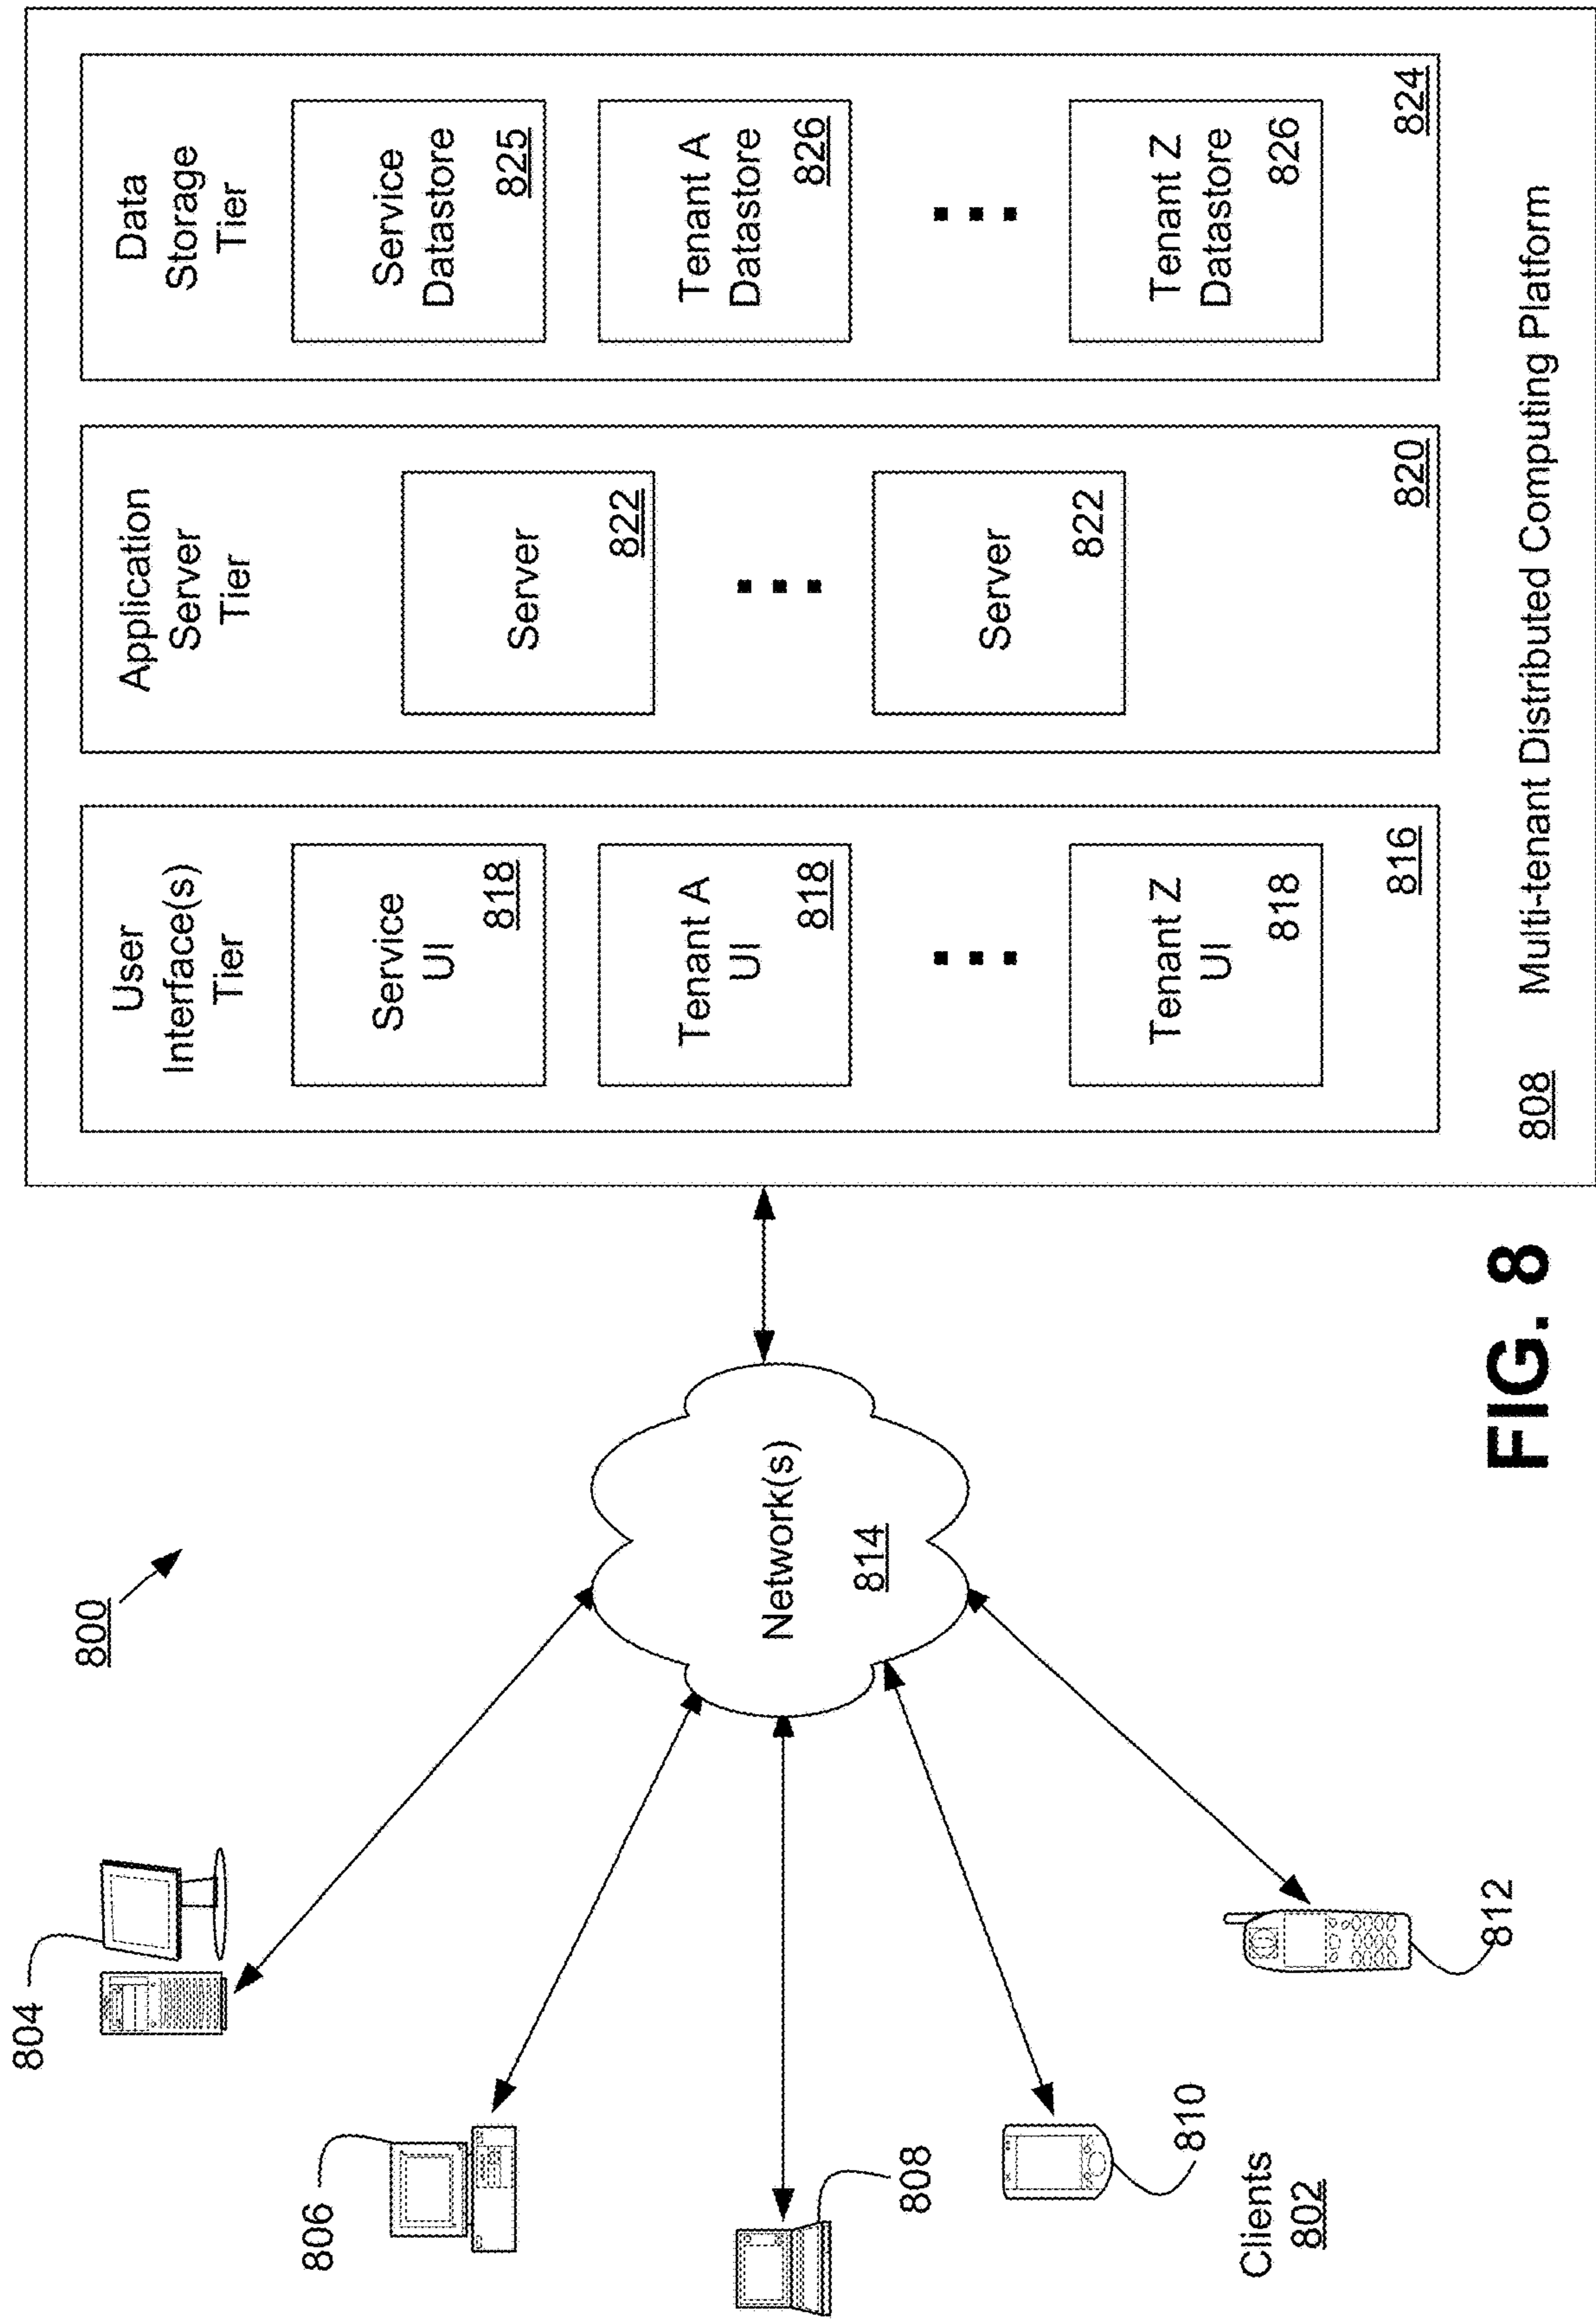 800
804
806
808
810
812
Clients
802
Network(s)
814
User
Interface(s)
Tier
Service
UI
818
Tenant A
UI
818
Tenant Z
UI
818
816
Application
Server
Tier
Server
822
Server
822
820
Data
Storage
Tier
Service
Datastore
825
Tenant A
Datastore
826
Tenant Z
Datastore
826
824
808 Multi-tenant Distributed Computing Platform
FIG. 8